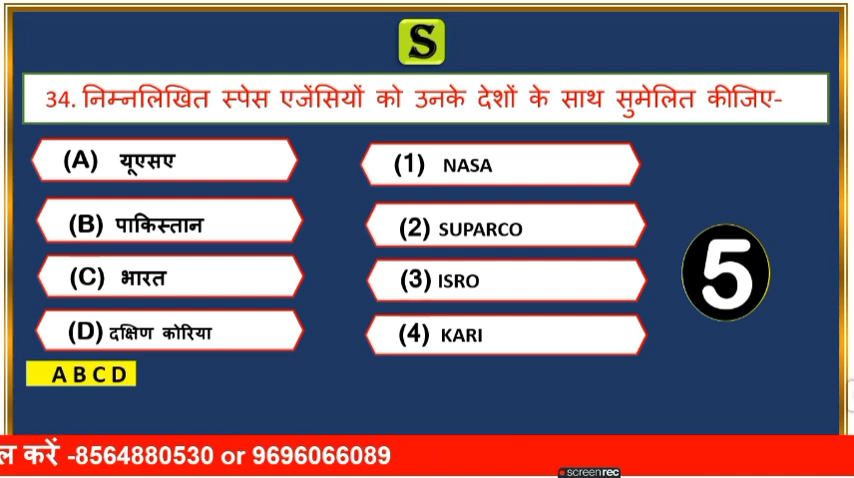 S
34. निम्नलिखित स्पेस एजेंसियों को उनके देशों के साथ सुमेलित कीजिए-
(A) यूएसए
(1) NASA
(B) पाकिस्तान
(2) SUPARCO
(C) भारत
(3) ISRO
(D) दक्षिण कोरिया
(4) KARI
5
A B C D
ल करें -8564880530 or 9696066089
screenrec